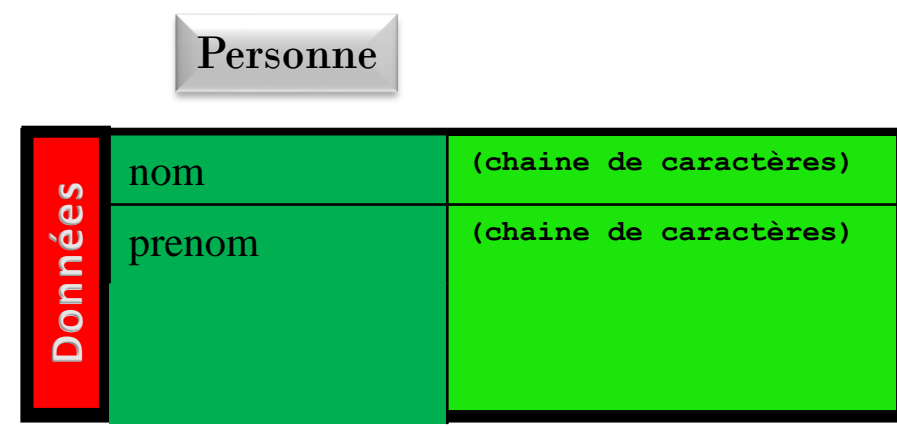 Personne
Données
nom
(chaine de caractères)
prenom
(chaine de caractères)